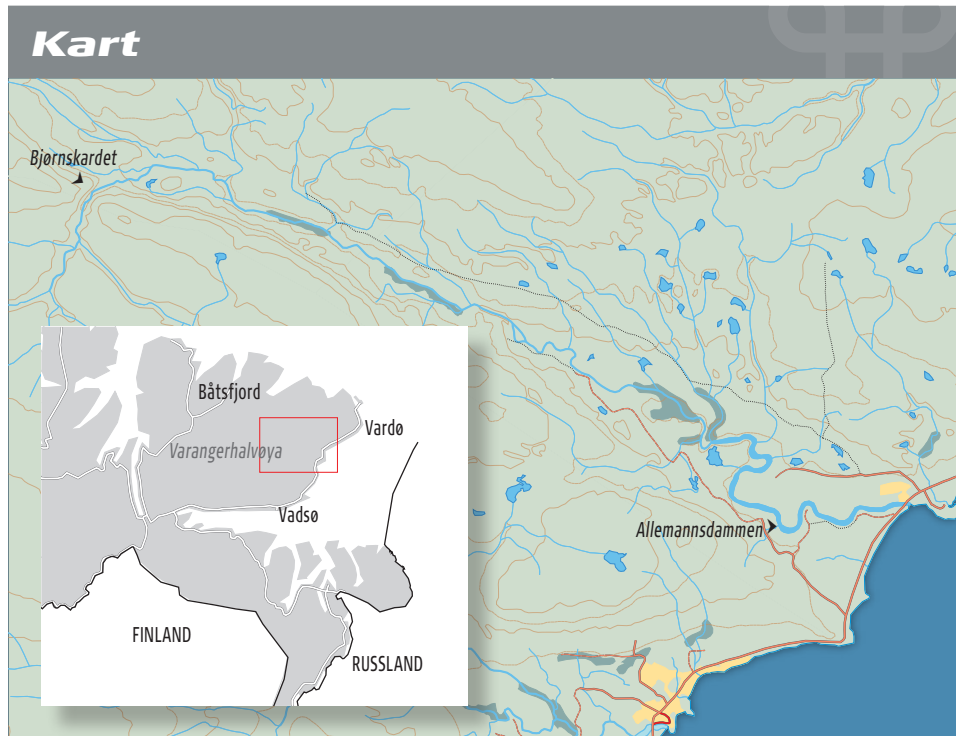 Kart
Bjørnskardet
Båtsfjord
Vardø
Varangerhalvøya
Vadsø
Allemannsdammen
FINLAND
RUSSLAND